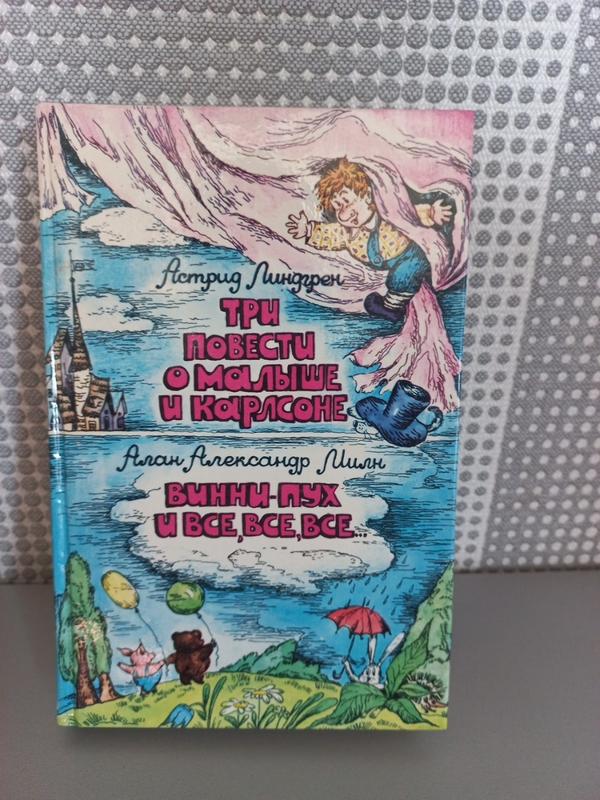 Астрид Линдгрен
ТРИ
ПОВЕСТИ
О МАЛЫШЕ
И КАРЛСОНЕ
Алан Александр Милн
ВИННИ-ПУХ
И ВСЕ, ВСЕ, ВСЕ...